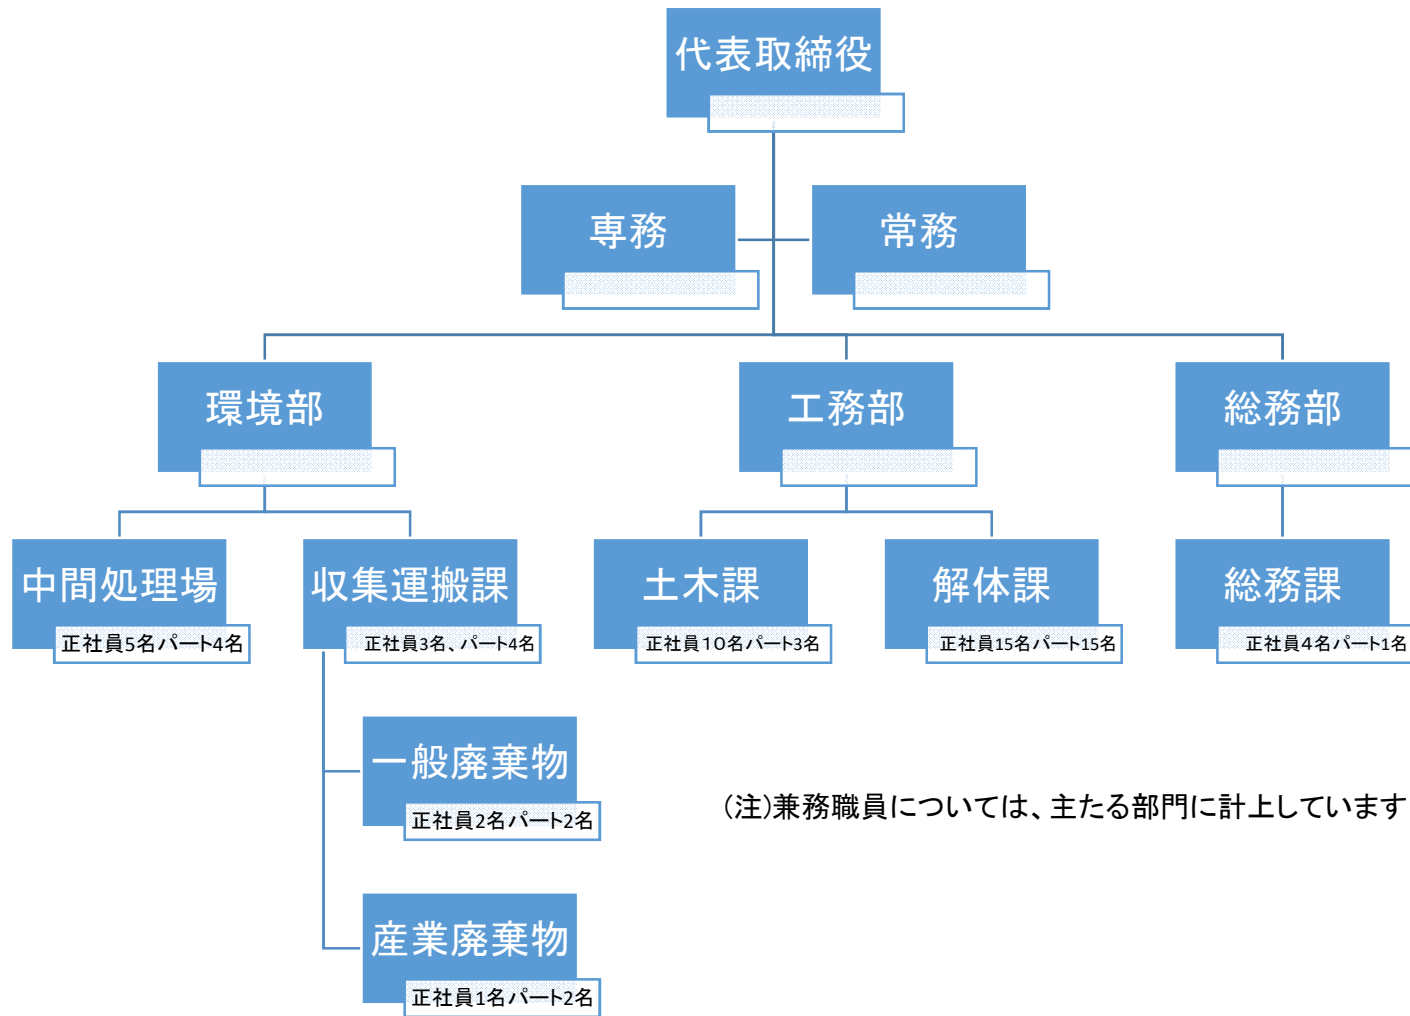 代表取締役
専務
常務
環境部
工務部
総務部
中間処理場
正社員5名パート4名
収集運搬課
正社員3名、パート4名
土木課
正社員10名パート3名
解体課
正社員15名パート15名
総務課
正社員4名パート1名
一般廃棄物
正社員2名パート2名
(注)兼務職員については、主たる部門に計上しています
産業廃棄物
正社員1名パート2名